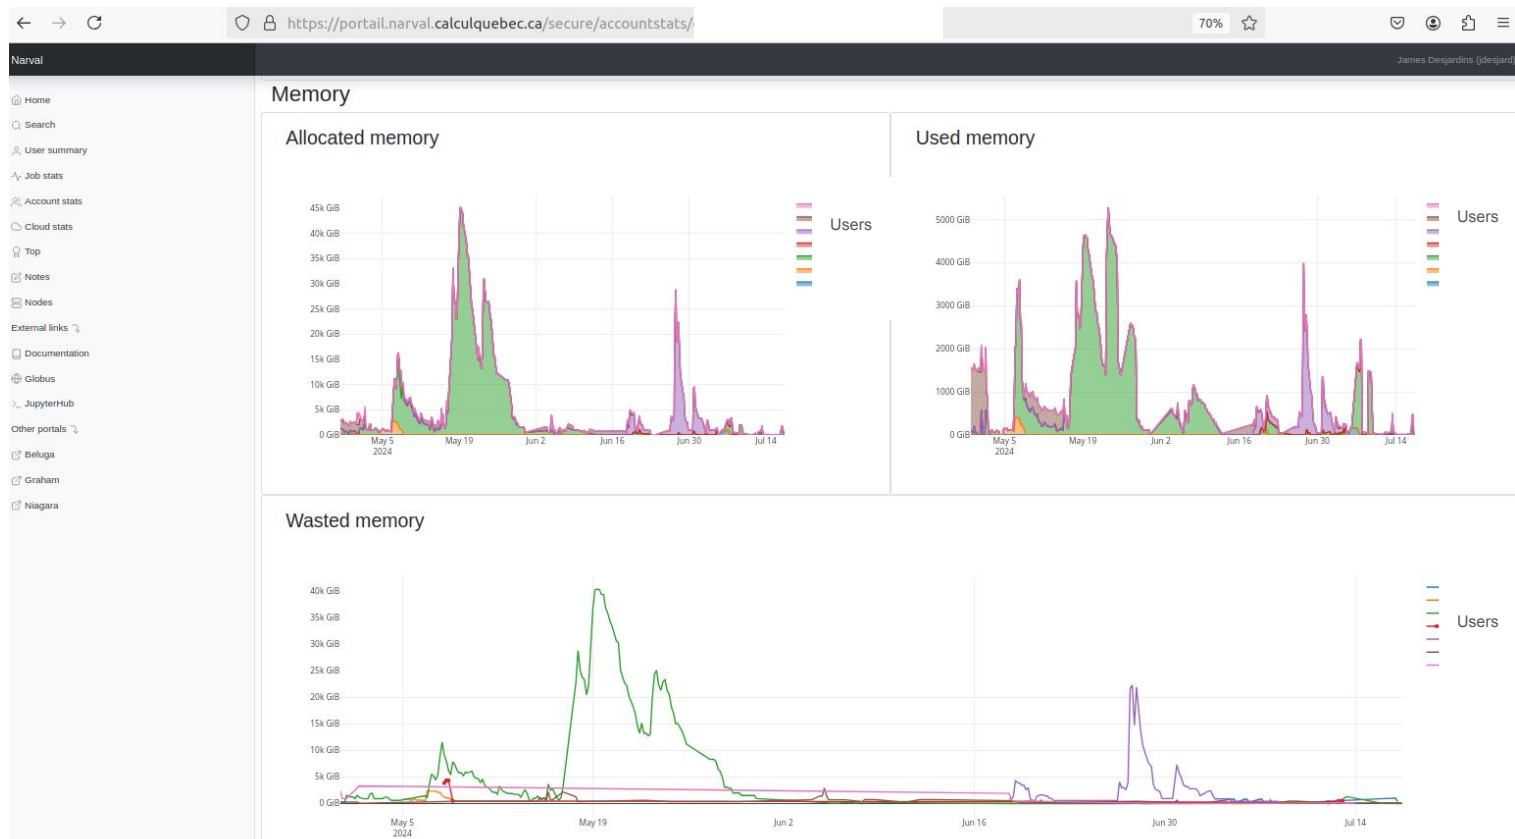 https://portail.narval.calculquebec.ca/secure/accountstats/
70%
Narval
James Desjardins (jdesjard)
Home
Search
User summary
Job stats
Account stats
Cloud stats
Top
Notes
Nodes
External links
Documentation
Globus
JupyterHub
Other portals
Beluga
Graham
Niagara
Memory
Allocated memory
45k GiB
40k GiB
35k GiB
30k GiB
25k GiB
20k GiB
15k GiB
10k GiB
5k GiB
0 GiB
May 5 May 19 Jun 2 Jun 16 Jun 30 Jul 14
2024
Users
Used memory
5000 GiB
4000 GiB
3000 GiB
2000 GiB
1000 GiB
0 GiB
May 5 May 19 Jun 2 Jun 16 Jun 30 Jul 14
2024
Users
Wasted memory
40k GiB
35k GiB
30k GiB
25k GiB
20k GiB
15k GiB
10k GiB
5k GiB
0 GiB
May 5 May 19 Jun 2 Jun 16 Jun 30 Jul 14
2024
Users